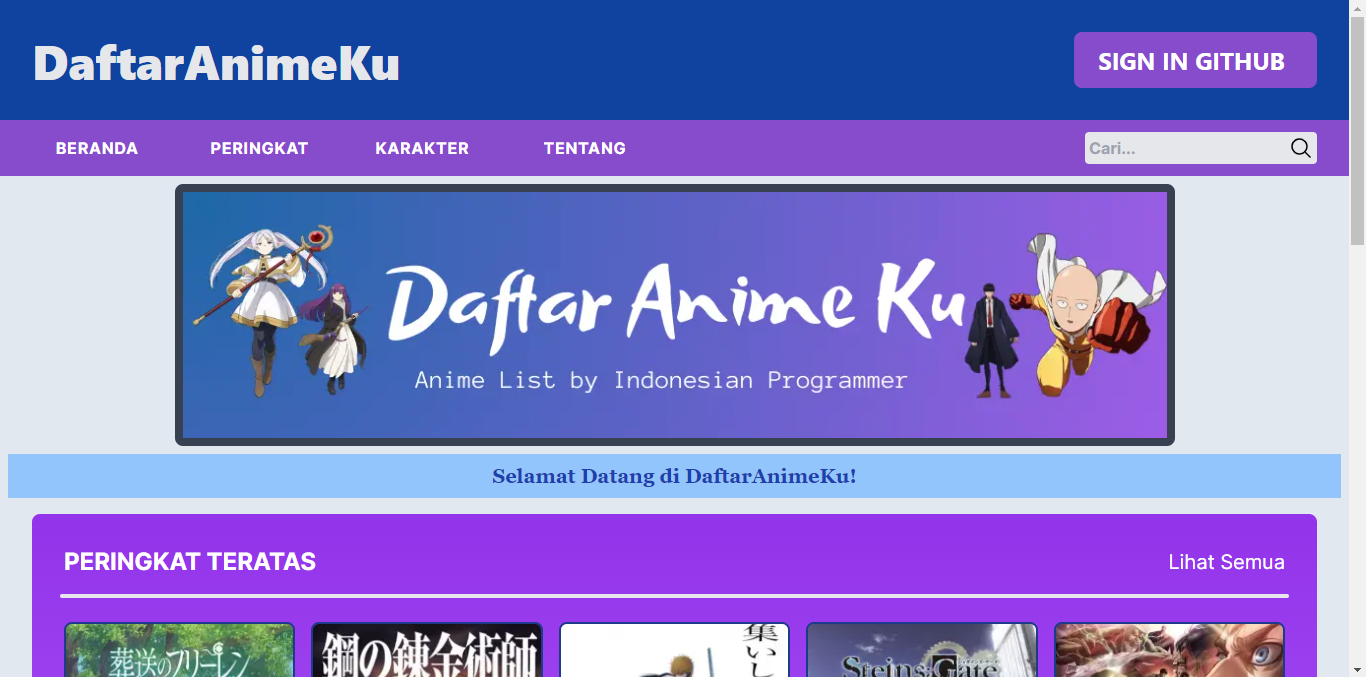 DaftarAnimeKu
SIGN IN GITHUB
BERANDA PERINGKAT KARAKTER TENTANG Cari...
Daftar Anime Ku
Anime List by Indonesian Programmer
Selamat Datang di DaftarAnimeKu!
PERINGKAT TERATAS Lihat Semua
葬送のフリーレン 鋼の錬金術師 集いし Steins;Gate